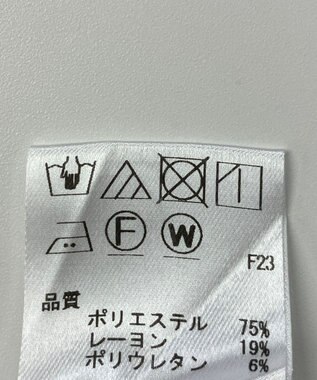 F W
F23
品質
ポリエステル 75%
レーヨン 19%
ポリウレタン 6%